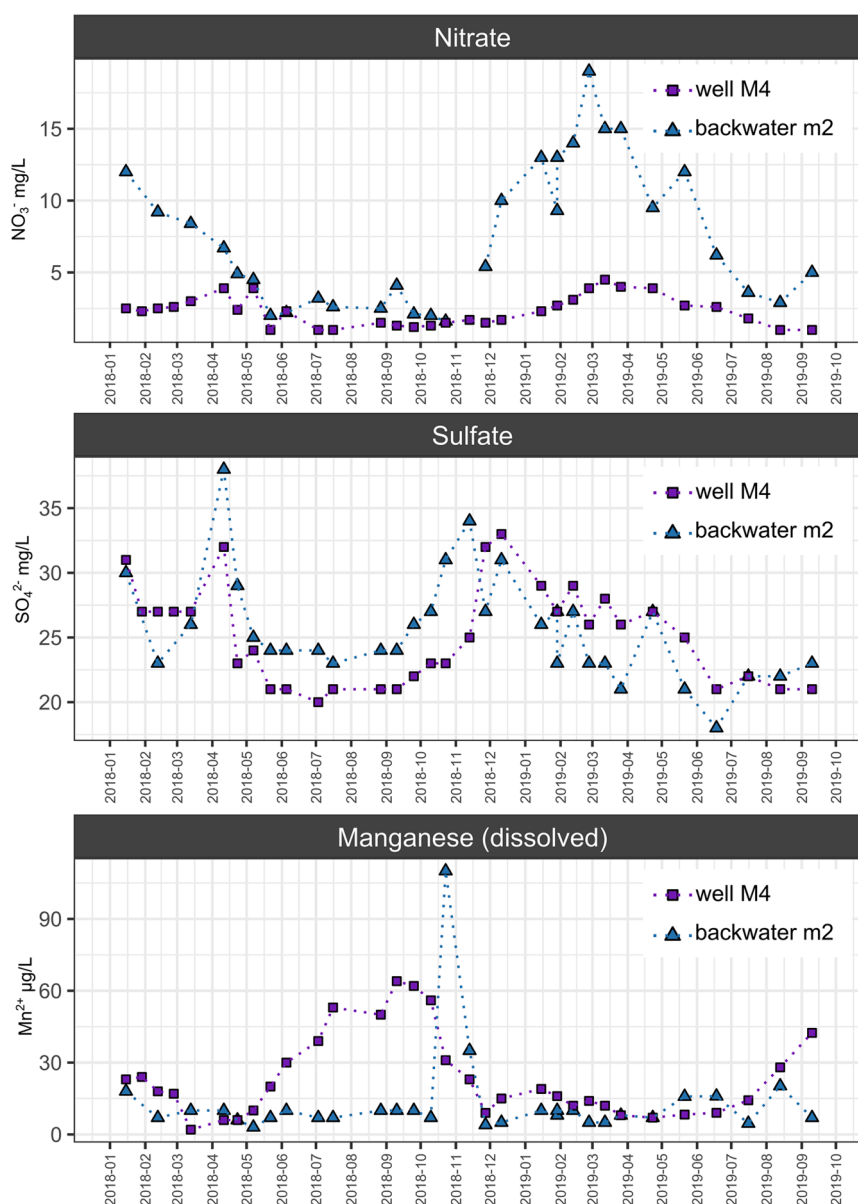 Nitrate
well M4
backwater m2
NO₃⁻ mg/L
15
10
5
2018-01 2018-02 2018-03 2018-04 2018-05 2018-06 2018-07 2018-08 2018-09 2018-10 2018-11 2018-12 2019-01 2019-02 2019-03 2019-04 2019-05 2019-06 2019-07 2019-08 2019-09 2019-10
Sulfate
well M4
backwater m2
SO₄²⁻ mg/L
35
30
25
20
2018-01 2018-02 2018-03 2018-04 2018-05 2018-06 2018-07 2018-08 2018-09 2018-10 2018-11 2018-12 2019-01 2019-02 2019-03 2019-04 2019-05 2019-06 2019-07 2019-08 2019-09 2019-10
Manganese (dissolved)
well M4
backwater m2
Mn²⁺ µg/L
90
60
30
0
2018-01 2018-02 2018-03 2018-04 2018-05 2018-06 2018-07 2018-08 2018-09 2018-10 2018-11 2018-12 2019-01 2019-02 2019-03 2019-04 2019-05 2019-06 2019-07 2019-08 2019-09 2019-10